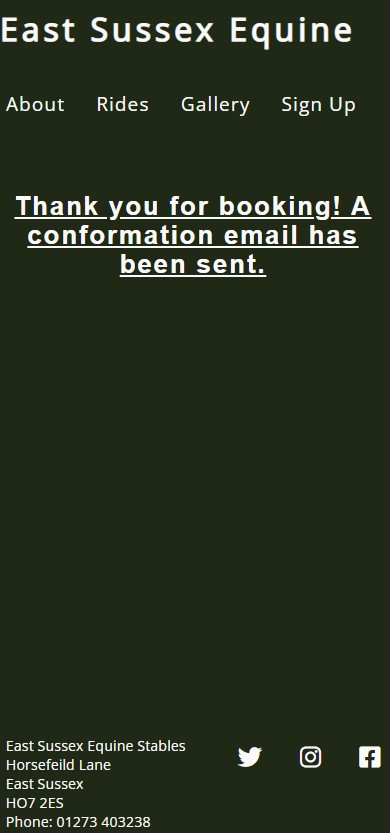 East Sussex Equine
About Rides Gallery Sign Up
Thank you for booking! A
conformation email has
been sent.
East Sussex Equine Stables
Horsefeild Lane
East Sussex
HO7 2ES
Phone: 01273 403238